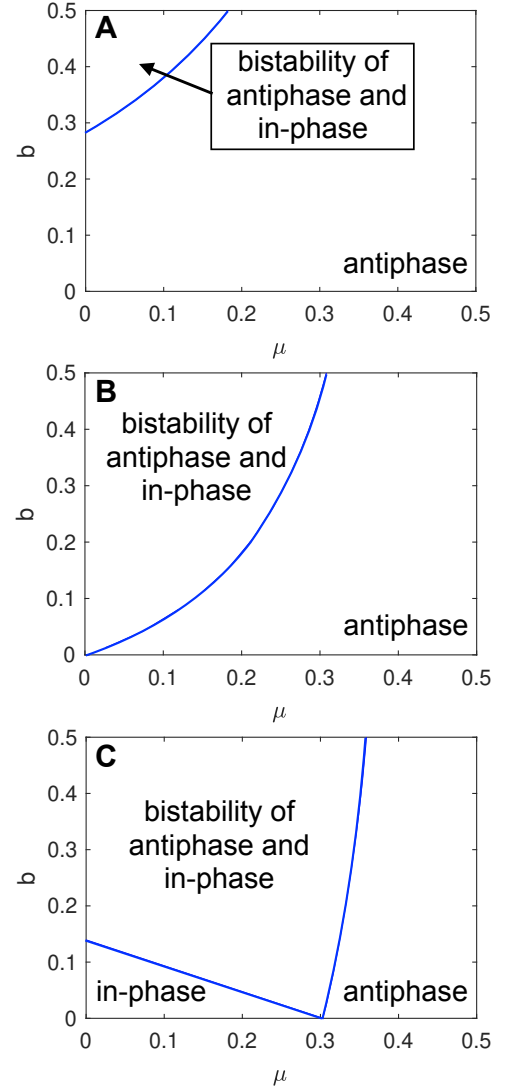 A
0.5
0.4
0.3
0.2
0.1
0
b
bistability of
antiphase and
in-phase
antiphase
0 0.1 0.2 0.3 0.4 0.5
μ
B
0.5
0.4
0.3
0.2
0.1
0
b
bistability of
antiphase and
in-phase
antiphase
0 0.1 0.2 0.3 0.4 0.5
μ
C
0.5
0.4
0.3
0.2
0.1
0
b
bistability of
antiphase and
in-phase
in-phase antiphase
0 0.1 0.2 0.3 0.4 0.5
μ